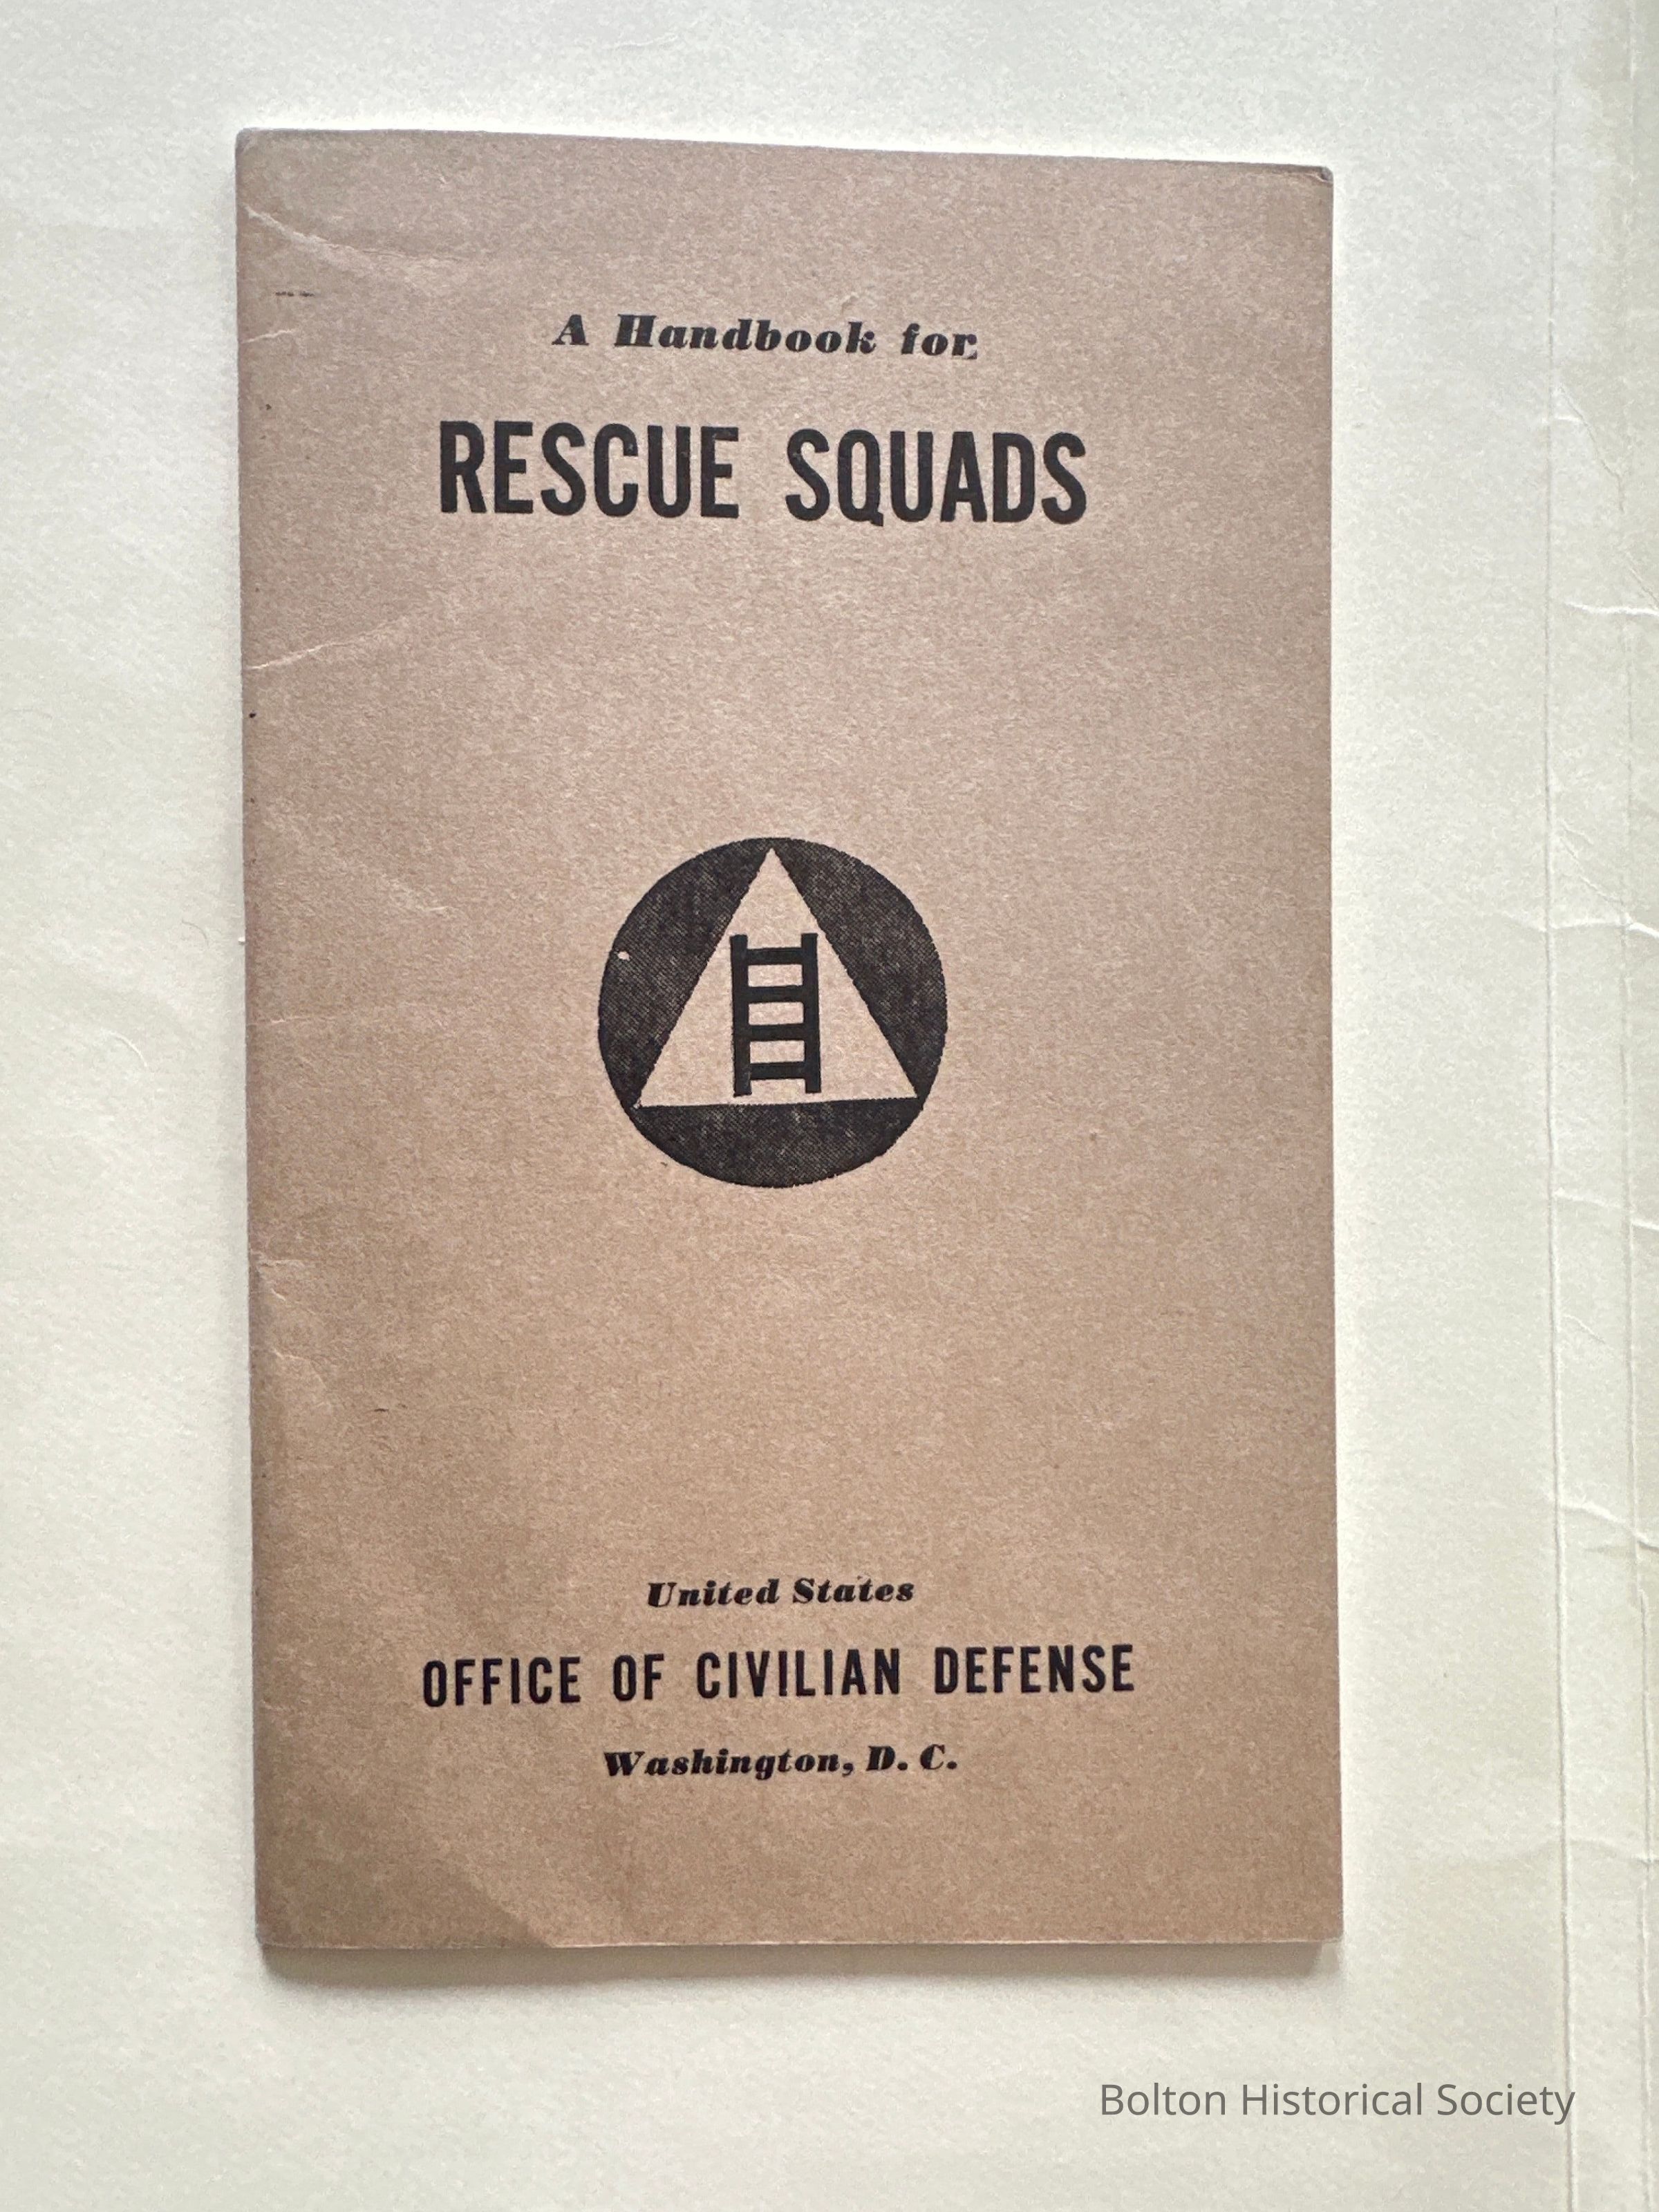 A Handbook for
RESCUE SQUADS
United States
OFFICE OF CIVILIAN DEFENSE
Washington, D. C.
Bolton Historical Society